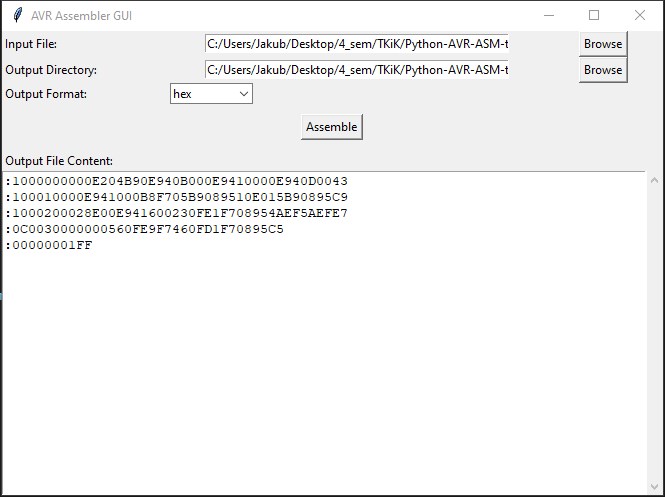 AVR Assembler GUI
Input File: C:/Users/Jakub/Desktop/4_sem/TKiK/Python-AVR-ASM-t Browse
Output Directory: C:/Users/Jakub/Desktop/4_sem/TKiK/Python-AVR-ASM-t Browse
Output Format: hex
Assemble
Output File Content:
:1000000000E204B90E940B000E9410000E940D0043
:100010000E941000B8F705B9089510E015B90895C9
:1000200028E00E941600230FE1F708954AEF5AEFE7
:0C0030000000560FE9F7460FD1F70895C5
:00000001FF